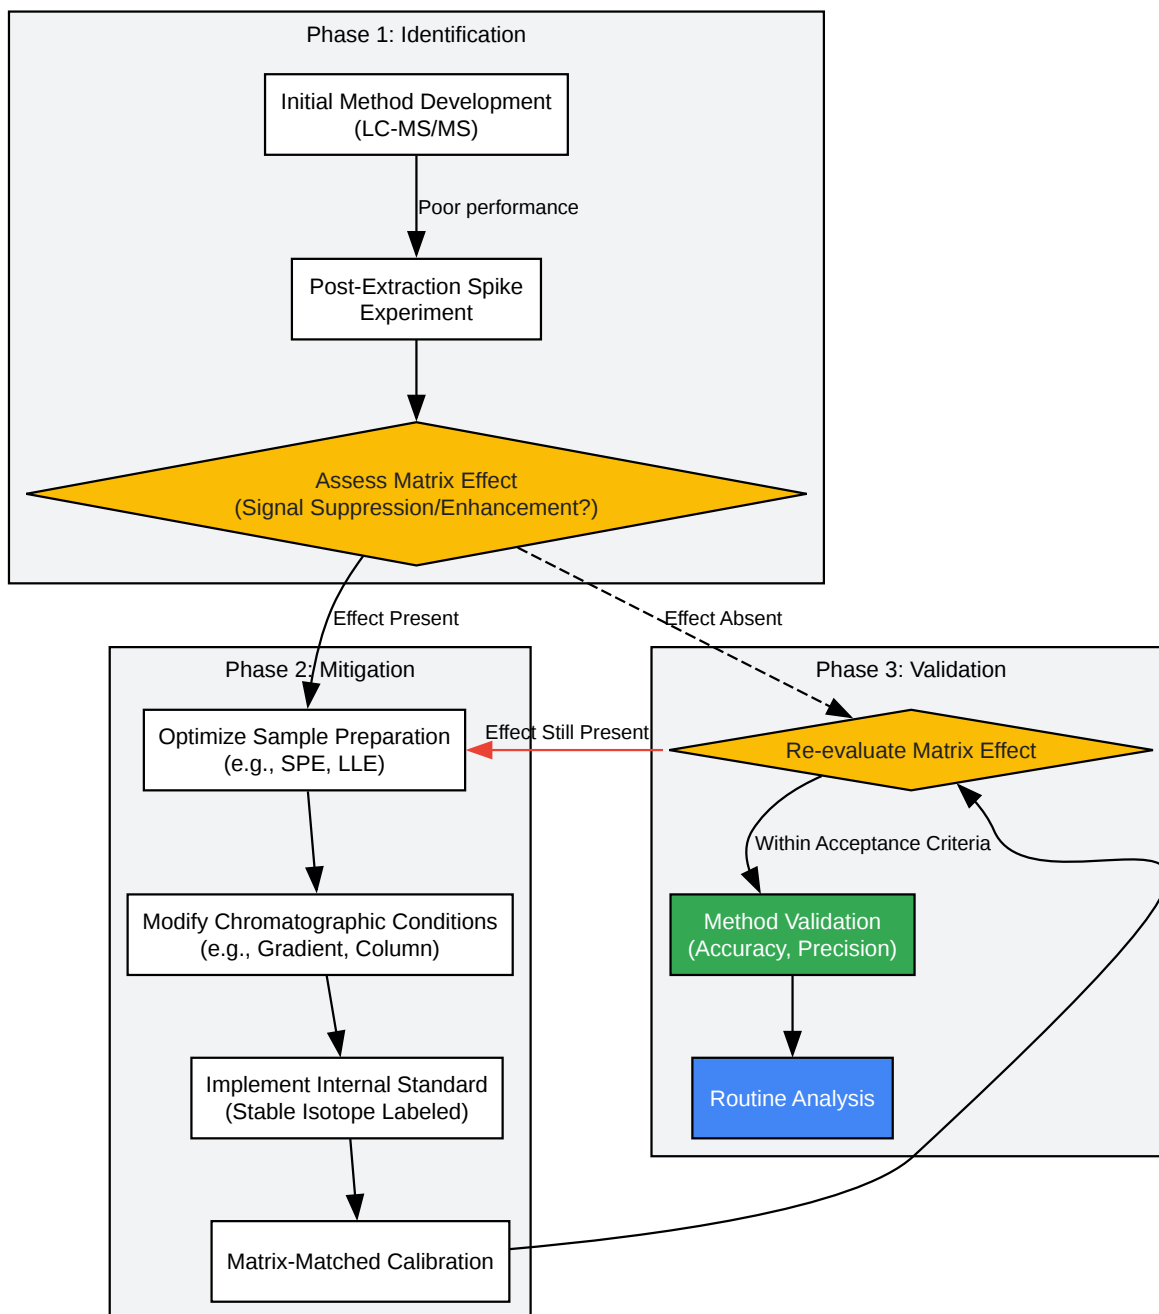 Phase 1: Identification
Initial Method Development
(LC-MS/MS)
Poor performance
Post-Extraction Spike
Experiment
Assess Matrix Effect
(Signal Suppression/Enhancement?)
Effect Present
Effect Absent
Phase 2: Mitigation
Optimize Sample Preparation
(e.g., SPE, LLE)
Modify Chromatographic Conditions
(e.g., Gradient, Column)
Implement Internal Standard
(Stable Isotope Labeled)
Matrix-Matched Calibration
Phase 3: Validation
Effect Still Present
Re-evaluate Matrix Effect
Within Acceptance Criteria
Method Validation
(Accuracy, Precision)
Routine Analysis